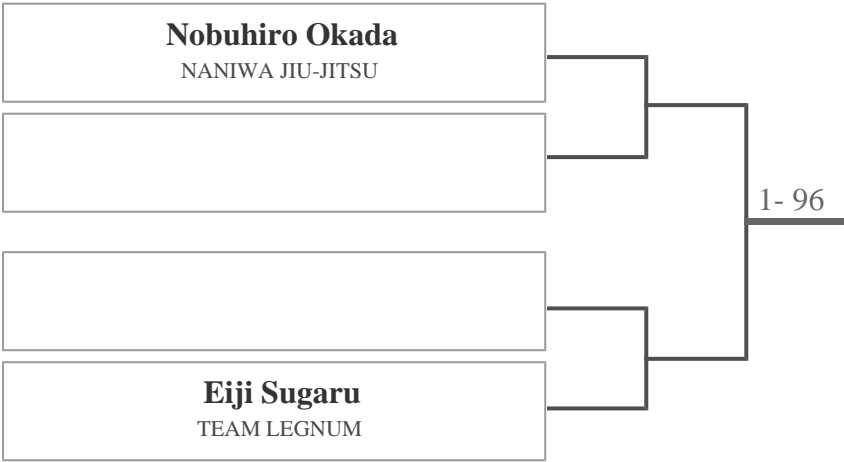 Nobuhiro Okada
NANIWA JIU-JITSU
1- 96
Eiji Sugaru
TEAM LEGNUM